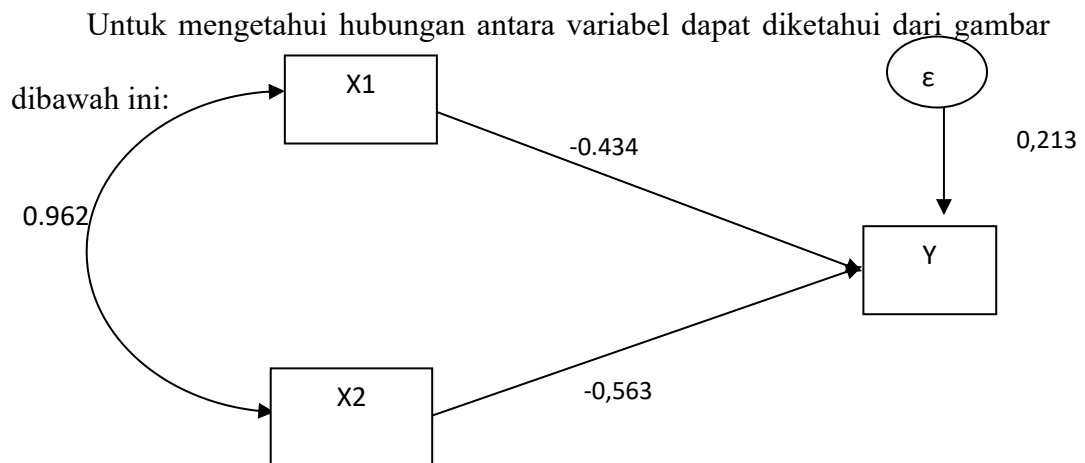 Untuk mengetahui hubungan antara variabel dapat diketahui dari gambar
dibawah ini:
X1
ε
-0.434
0,213
0.962
Y
X2
-0,563